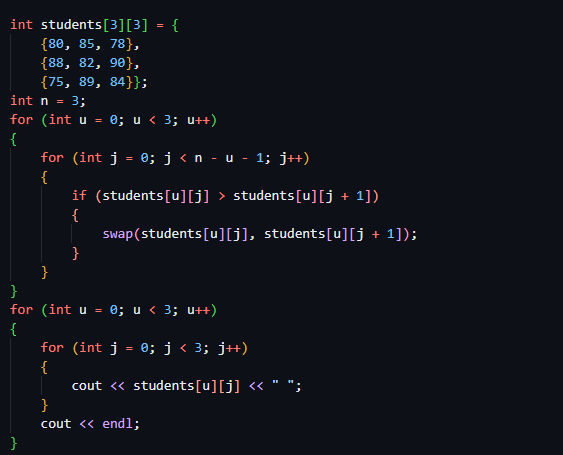 int students[3][3] = {
    {80, 85, 78},
    {88, 82, 90},
    {75, 89, 84}};
int n = 3;
for (int u = 0; u < 3; u++)
{
    for (int j = 0; j < n - u - 1; j++)
    {
        if (students[u][j] > students[u][j + 1])
        {
            swap(students[u][j], students[u][j + 1]);
        }
    }
}
for (int u = 0; u < 3; u++)
{
    for (int j = 0; j < 3; j++)
    {
        cout << students[u][j] << " ";
    }
    cout << endl;
}